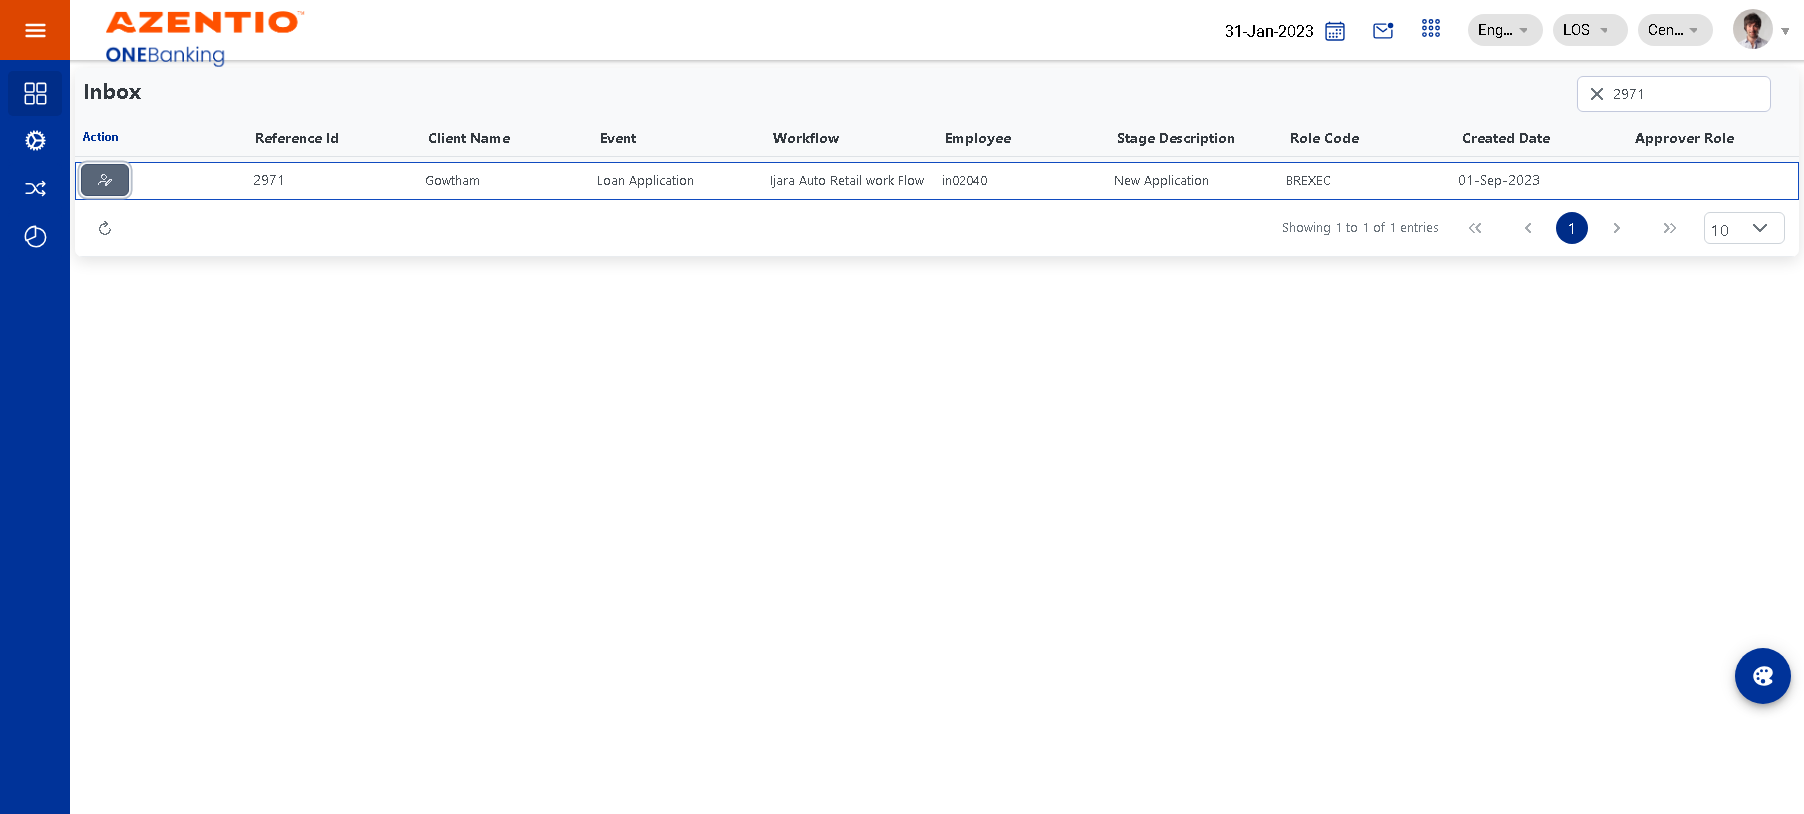 AZENTIO™
ONEBanking
31-Jan-2023
Eng...
LOS
Cen...
Inbox
2971
Action Reference Id Client Name Event Workflow Employee Stage Description Role Code Created Date Approver Role
2971 Gowtham Loan Application Ijara Auto Retail work Flow in02040 New Application BREXEC 01-Sep-2023
Showing 1 to 1 of 1 entries 1 10